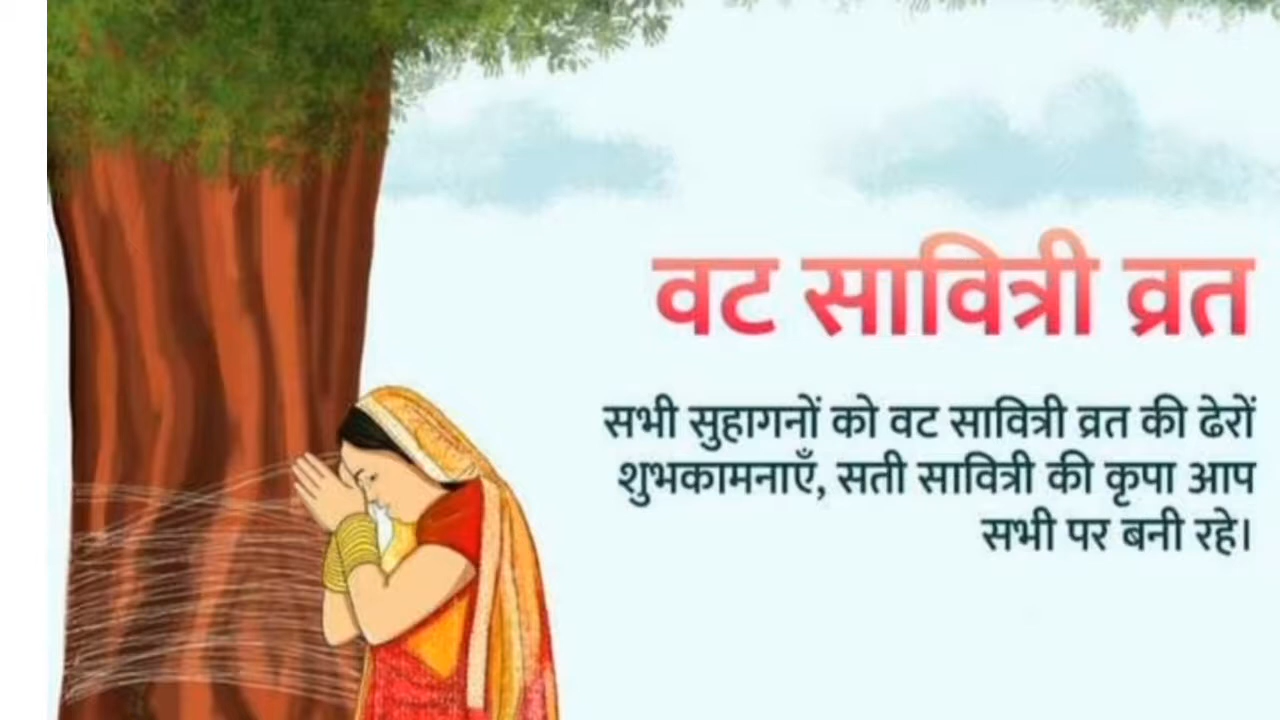 वट सावित्री व्रत
सभी सुहागनों को वट सावित्री व्रत की ढेरों
शुभकामनाएँ, सती सावित्री की कृपा आप
सभी पर बनी रहे।